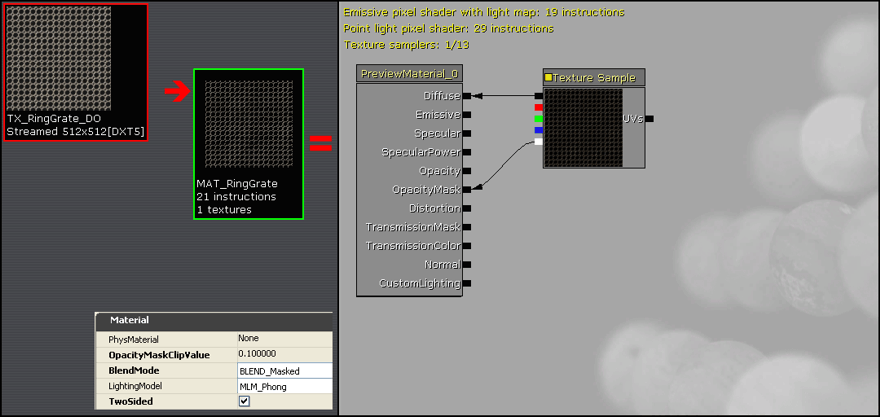 TX_RingGrate_DO
Streamed 512x512[DXT5]
MAT_RingGrate
21 instructions
1 textures
Material
PhysMaterial None
OpacityMaskClipValue 0.100000
BlendMode BLEND_Masked
LightingModel MLM_Phong
TwoSided
Emissive pixel shader with light map: 19 instructions
Point light pixel shader: 29 instructions
Texture samplers: 1/13
PreviewMaterial_0
Diffuse
Emissive
Specular
SpecularPower
Opacity
OpacityMask
Distortion
TransmissionMask
TransmissionColor
Normal
CustomLighting
Texture Sample
UVs